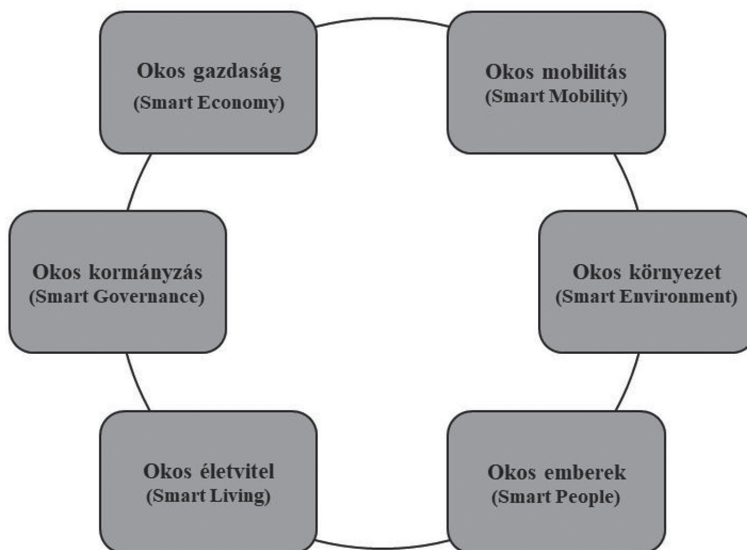 Okos gazdaság
(Smart Economy)
Okos mobilitás
(Smart Mobility)
Okos kormányzás
(Smart Governance)
Okos környezet
(Smart Environment)
Okos életvitel
(Smart Living)
Okos emberek
(Smart People)